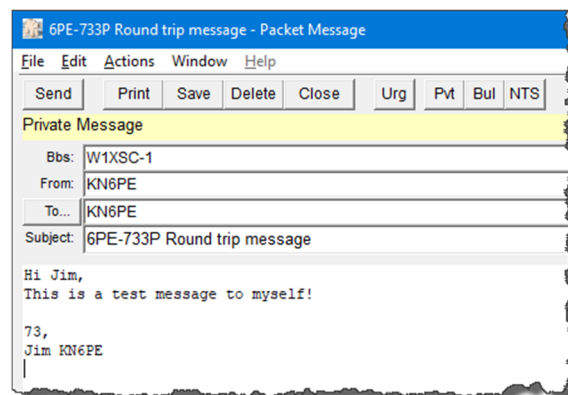 6PE-733P Round trip message - Packet Message
File Edit Actions Window Help
Send Print Save Delete Close Urg Pvt Bul NTS
Private Message
Bbs: W1XSC-1
From: KN6PE
To... KN6PE
Subject: 6PE-733P Round trip message
Hi Jim,
This is a test message to myself!
73,
Jim KN6PE